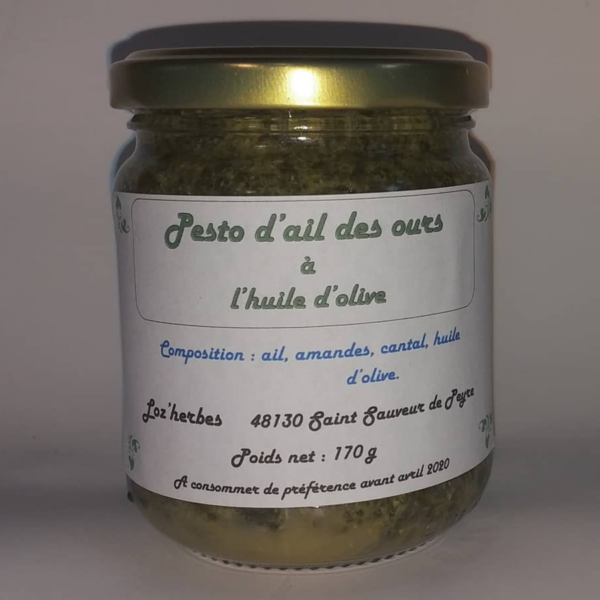 Pesto d'ail des ours
à
l'huile d'olive
Composition : ail, amandes, cantal, huile
d'olive.
Loz'herbes 48130 Saint Sauveur de Peyre
Poids net : 170 g
A consommer de préférence avant avril 2020